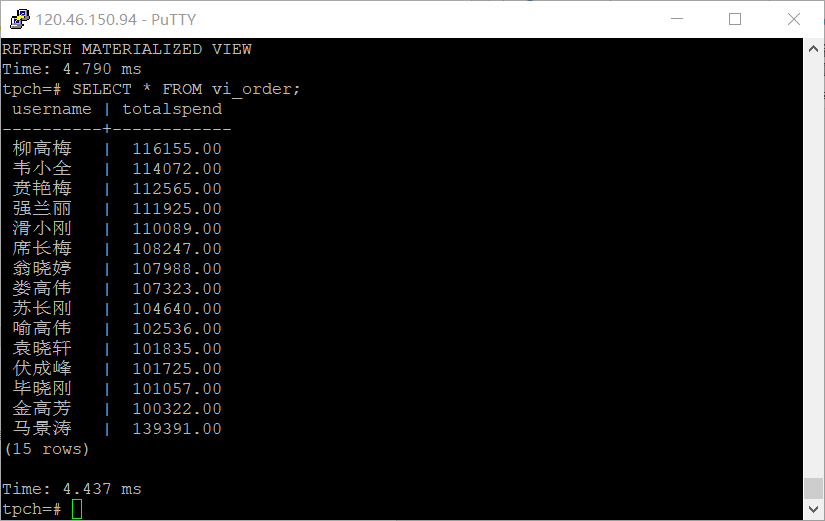 120.46.150.94 - PuTTY
REFRESH MATERIALIZED VIEW
Time: 4.790 ms
tpch=# SELECT * FROM vi_order;
 username | totalspend
----------+------------
 柳高梅   |  116155.00
 韦小全   |  114072.00
 贲艳梅   |  112565.00
 强兰丽   |  111925.00
 滑小刚   |  110089.00
 席长梅   |  108247.00
 翁晓婷   |  107988.00
 娄高伟   |  107323.00
 苏长刚   |  104640.00
 喻高伟   |  102536.00
 袁晓轩   |  101835.00
 伏成峰   |  101725.00
 毕晓刚   |  101057.00
 金高芳   |  100322.00
 马景涛   |  139391.00
(15 rows)
Time: 4.437 ms
tpch=#